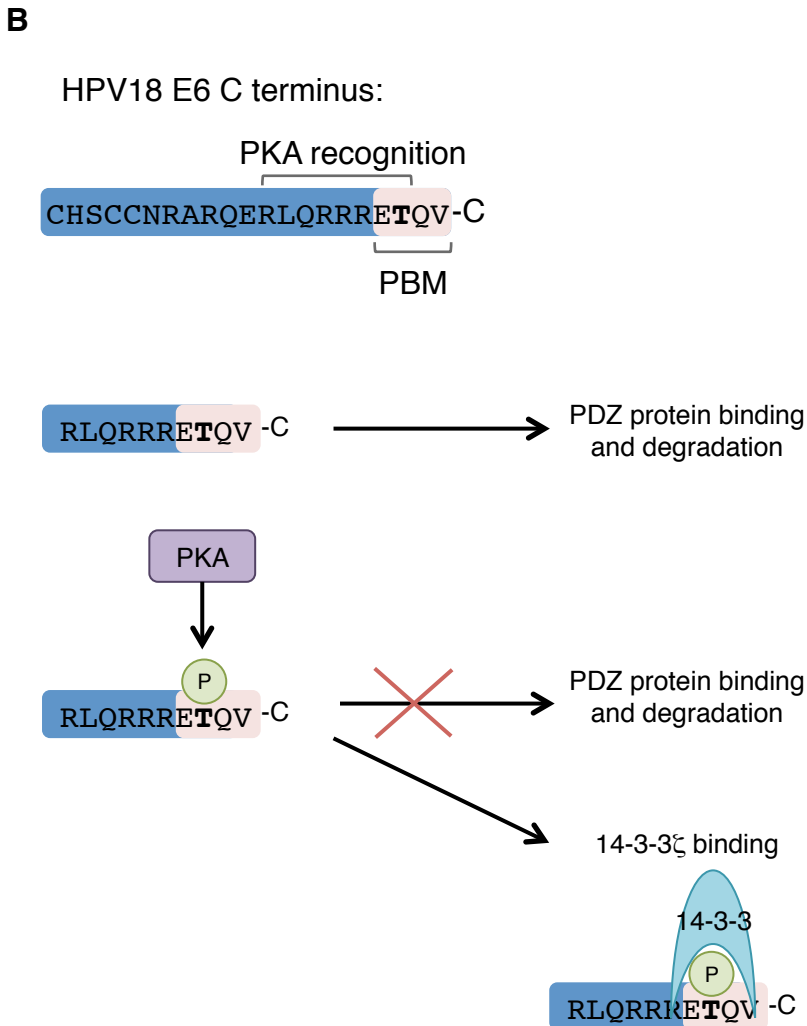 B
HPV18 E6 C terminus:
PKA recognition
CHSCCNRARQERLQRRRETQV-C
PBM
RLQRRRETQV-C
PDZ protein binding
and degradation
PKA
P
RLQRRRETQV-C
PDZ protein binding
and degradation
14-3-3ζ binding
14-3-3
P
RLQRRRETQV-C